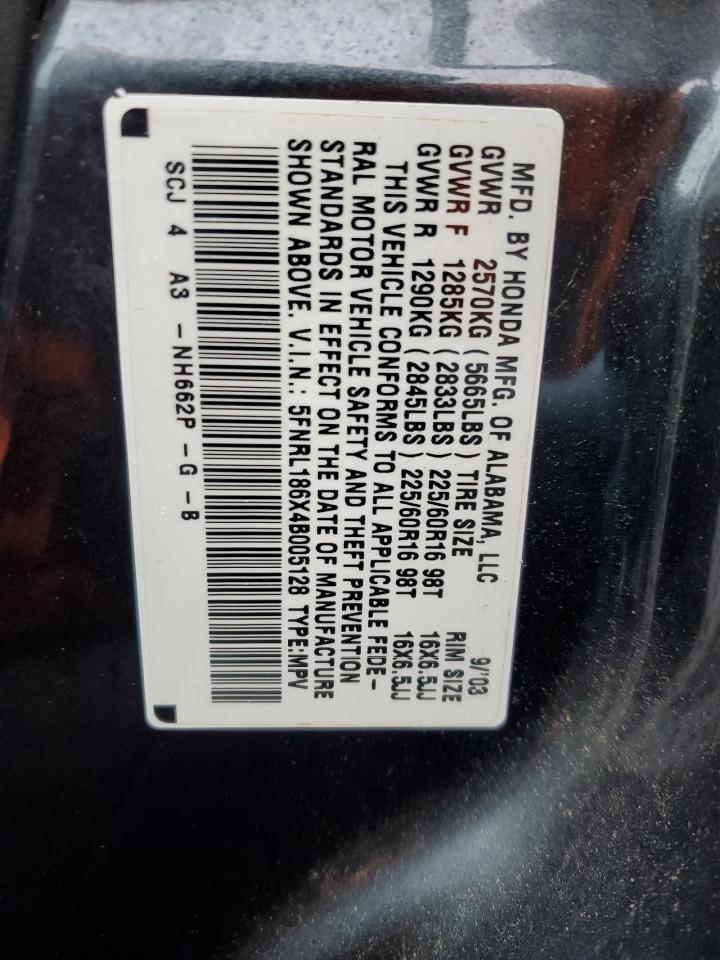 MFD. BY HONDA MFG. OF ALABAMA, LLC 9/'03
GVWR 2570KG ( 5665LBS ) TIRE SIZE RIM SIZE
GVWR F 1285KG ( 2833LBS ) 225/60R16 98T 16X6.5JJ
GVWR R 1290KG ( 2845LBS ) 225/60R16 98T 16X6.5JJ
THIS VEHICLE CONFORMS TO ALL APPLICABLE FEDE-
RAL MOTOR VEHICLE SAFETY AND THEFT PREVENTION
STANDARDS IN EFFECT ON THE DATE OF MANUFACTURE
SHOWN ABOVE. V.I.N.: 5FNRL186X4B005128 TYPE:MPV
SCJ 4 A3 -NH662P -G -B